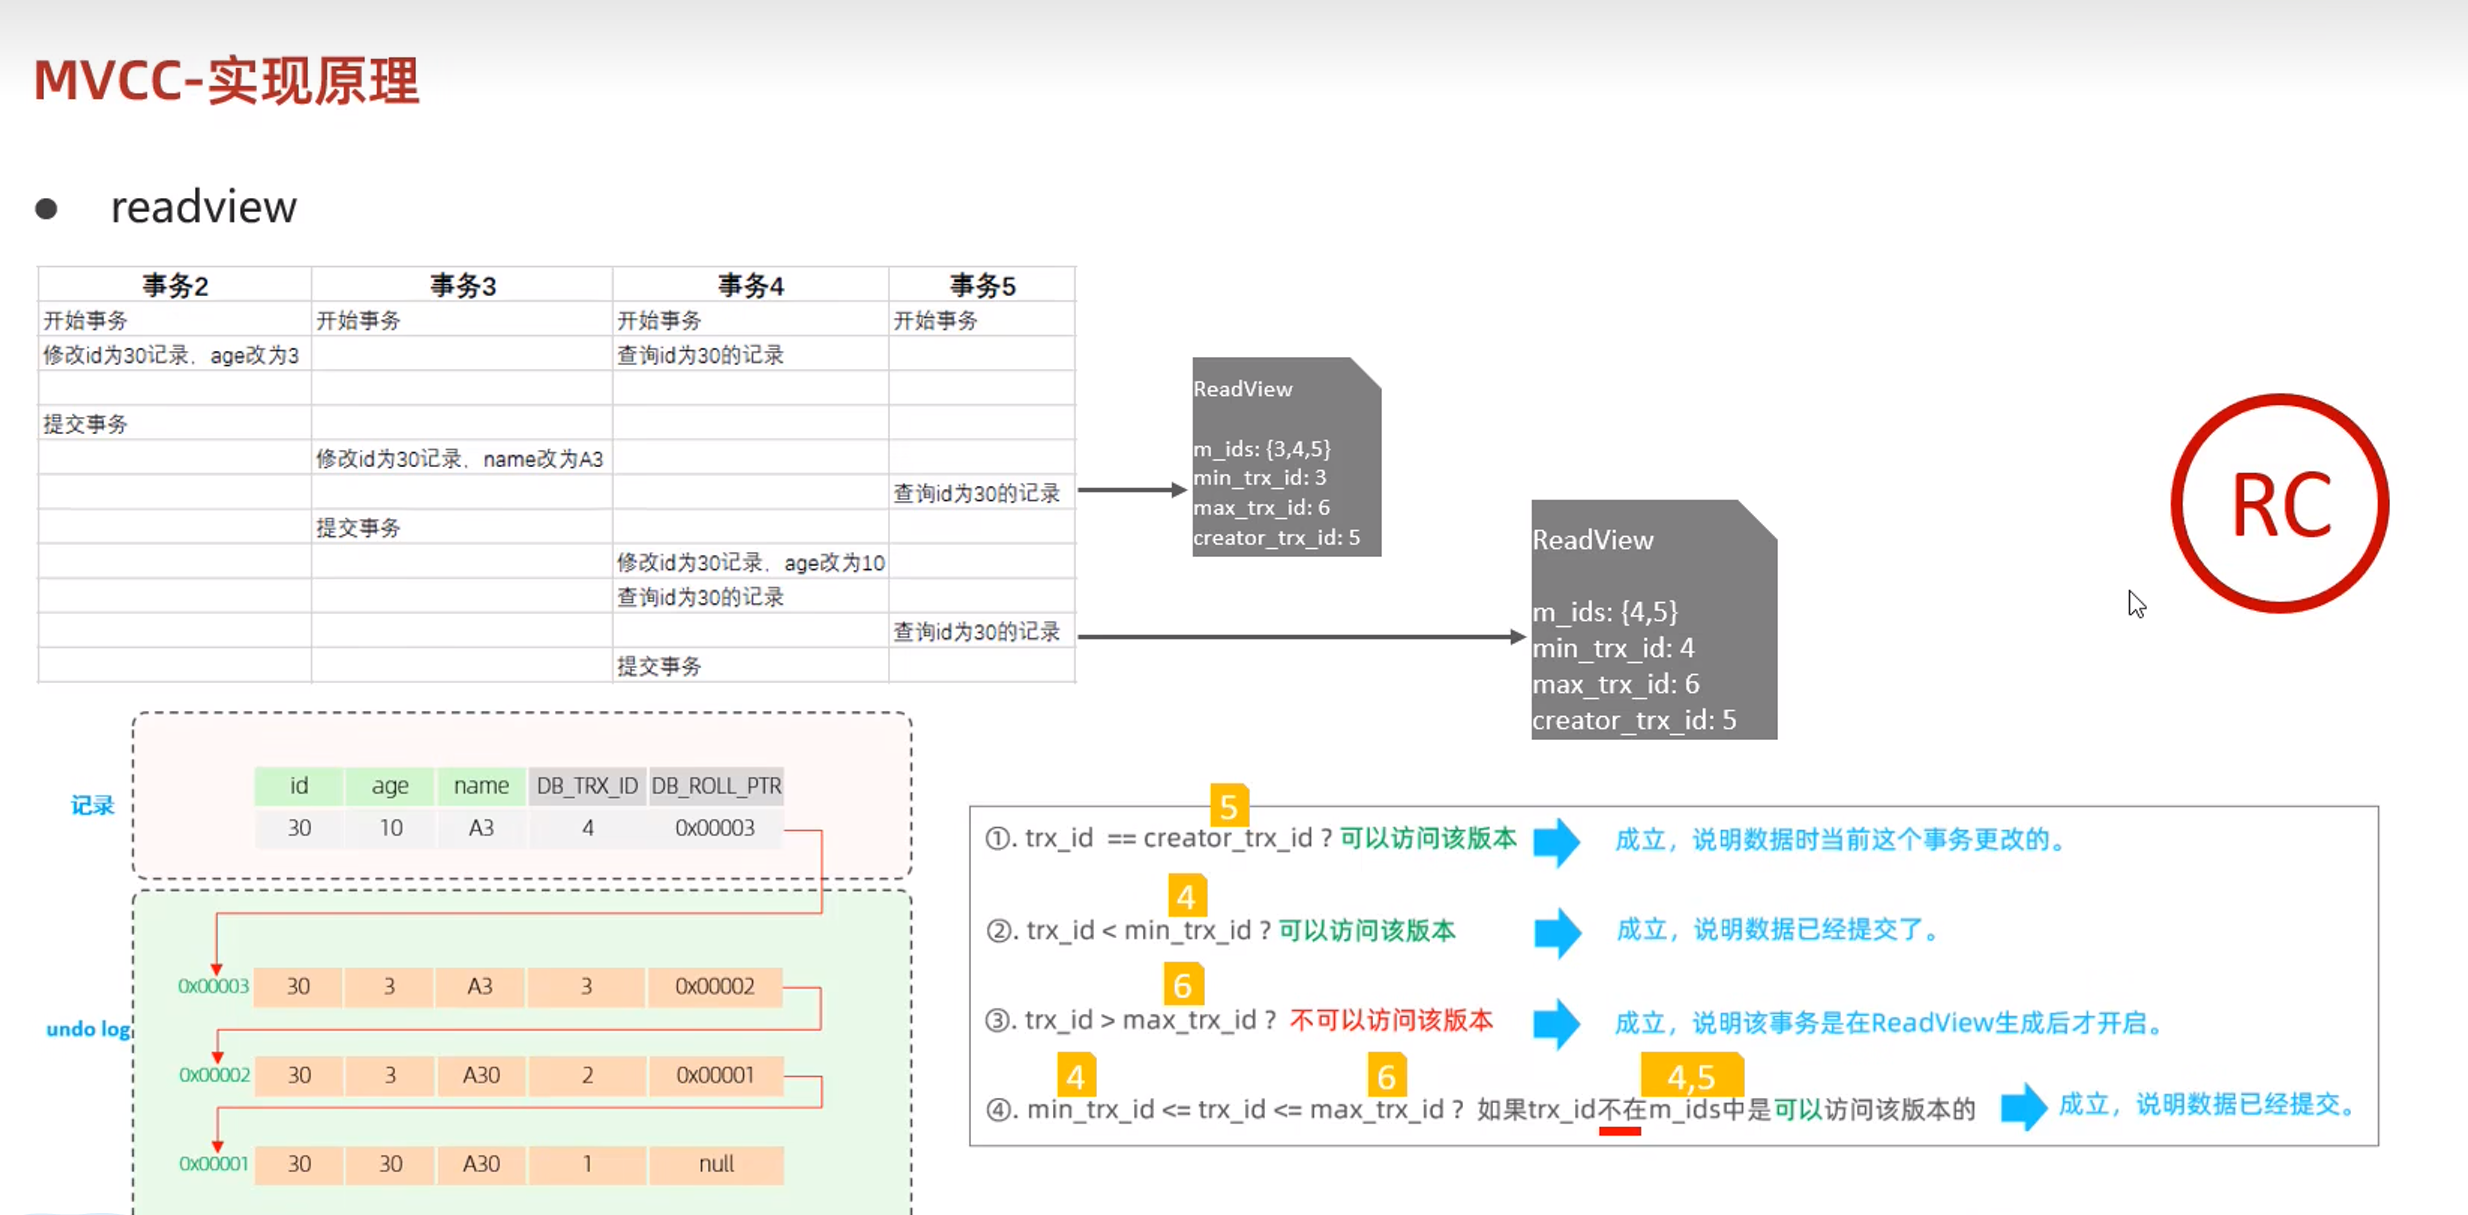 MVCC-实现原理
● readview
事务2 事务3 事务4 事务5
开始事务 开始事务 开始事务 开始事务
修改id为30记录，age改为3 查询id为30的记录
提交事务
修改id为30记录，name改为A3
查询id为30的记录
提交事务
修改id为30记录，age改为10
查询id为30的记录
查询id为30的记录
提交事务
ReadView
m_ids: {3,4,5}
min_trx_id: 3
max_trx_id: 6
creator_trx_id: 5
ReadView
m_ids: {4,5}
min_trx_id: 4
max_trx_id: 6
creator_trx_id: 5
RC
记录
id age name DB_TRX_ID DB_ROLL_PTR
30 10 A3 4 0x00003
undo log
0x00003 30 3 A3 3 0x00002
0x00002 30 3 A30 2 0x00001
0x00001 30 30 A30 1 null
5
①. trx_id == creator_trx_id ? 可以访问该版本 成立，说明数据时当前这个事务更改的。
4
②. trx_id < min_trx_id ? 可以访问该版本 成立，说明数据已经提交了。
6
③. trx_id > max_trx_id ? 不可以访问该版本 成立，说明该事务是在ReadView生成后才开启。
4 6 4,5
④. min_trx_id <= trx_id <= max_trx_id ? 如果trx_id不在m_ids中是可以访问该版本的 成立，说明数据已经提交。